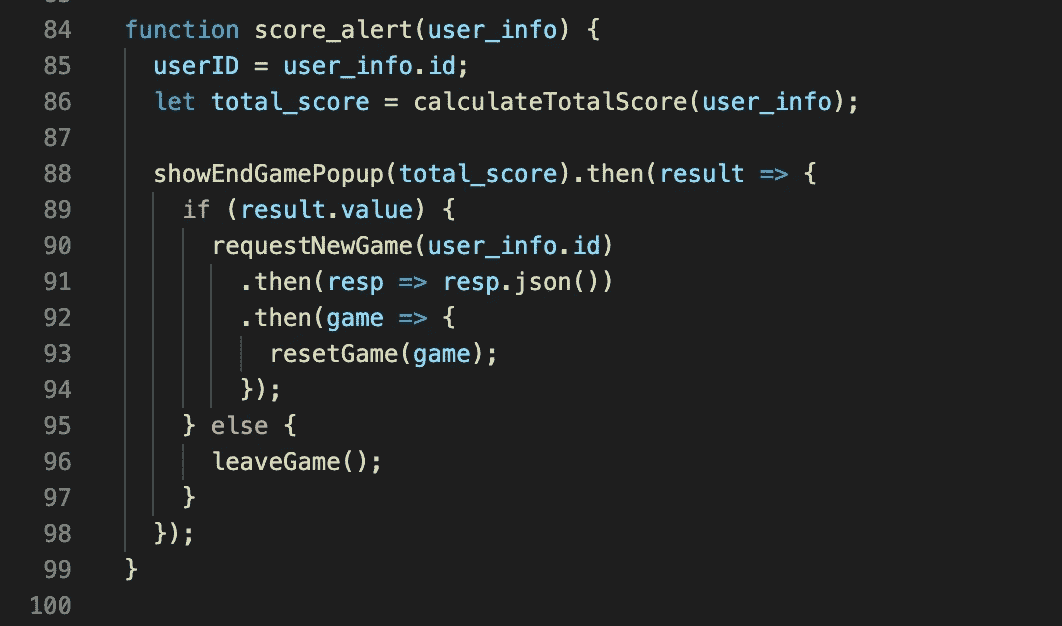 84 function score_alert(user_info) {
85 userID = user_info.id;
86 let total_score = calculateTotalScore(user_info);
87
88 showEndGamePopup(total_score).then(result => {
89 if (result.value) {
90 requestNewGame(user_info.id)
91 .then(resp => resp.json())
92 .then(game => {
93 resetGame(game);
94 });
95 } else {
96 leaveGame();
97 }
98 });
99 }
100